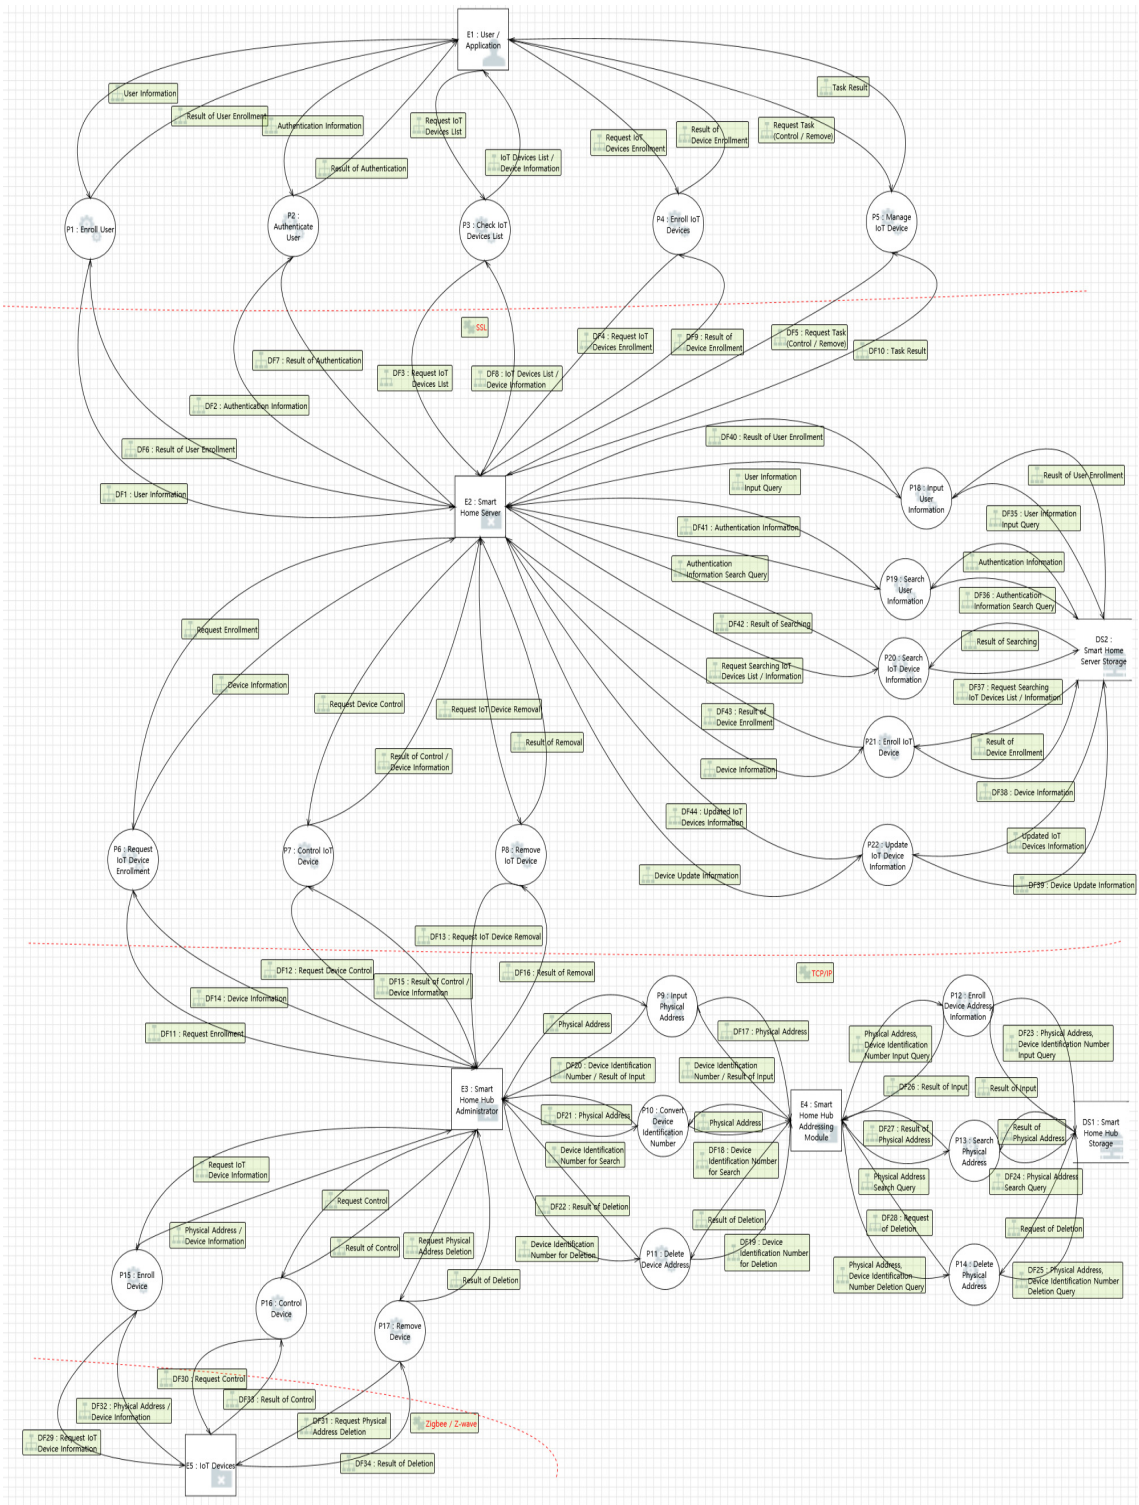 E1 : User /
Application
User Information
Result of User Enrollment
Authentication Information
Result of Authentication
Request IoT
Devices LIst
IoT Devices List /
Device Information
Request IoT
Devices Enrollment
Result of
Device Enrollment
Request Task
(Control / Remove)
Task Result
P1 : Enroll User
P2 :
Authenticate
User
P3 : Check IoT
Devices List
P4 : Enroll IoT
Devices
P5 : Manage
IoT Device
SSL
DF7 : Result of Authentication
DF3 : Request IoT
Devices LIst
DF8 : IoT Devices List /
Device Information
DF4 : Request IoT
Devices Enrollment
DF9 : Result of
Device Enrollment
DF5 : Request Task
(Control / Remove)
DF10 : Task Result
DF2 : Authentication Information
DF6 : Result of User Enrollment
DF1 : User Information
E2 : Smart
Home Server
DF40 : Reuslt of User Enrollment
User Information
Input Query
P18 : Input
User
Information
Reuslt of User Enrollment
DF35 : User Information
Input Query
DF41 : Authentication Information
Authentication
Information Search Query
P19 : Search
User
Information
Authentication Information
DF36 : Authentication
Information Search Query
DF42 : Result of Searching
Request Searching IoT
Devices List / Information
P20 : Search
IoT Device
Information
Result of Searching
DS2 :
Smart Home
Server Storage
DF37 : Request Searching
IoT Devices List / Information
DF43 : Result of
Device Enrollment
Device Information
P21 : Enroll IoT
Device
Result of
Device Enrollment
DF38 : Device Information
DF44 : Updated IoT
Devices Information
Device Update Information
P22 : Update
IoT Device
Information
Updated IoT
Devices Information
DF39 : Device Update Information
Request Enrollment
Device Information
Request Device Control
Request IoT Device Removal
Result of Control /
Device Information
Result of Removal
P6 : Request
IoT Device
Enrollment
P7 : Control IoT
Device
P8 : Remove
IoT Device
DF13 : Request IoT Device Removal
DF12 : Request Device Control
DF15 : Result of Control /
Device Information
DF16 : Result of Removal
DF14 : Device Information
DF11 : Request Enrollment
TCP/IP
E3 : Smart
Home Hub
Administrator
Physical Address
P9 : Input
Physical
Address
DF17 : Physical Address
DF20 : Device Identification
Number / Result of Input
Device Identification
Number / Result of Input
DF21 : Physical Address
P10 : Convert
Device
Identification
Number
Physical Address
Device Identification
Number for Search
DF18 : Device
Identification Number
for Search
DF22 : Result of Deletion
Result of Deletion
Device Identification
Number for Deletion
P11 : Delete
Device Address
DF19 : Device
Identification Number
for Deletion
E4 : Smart
Home Hub
Addressing
Module
P12 : Enroll
Device Address
Information
Physical Address,
Device Identification
Number Input Query
DF23 : Physical Address,
Device Identification Number
Input Query
DF26 : Result of Input
Result of Input
DF27 : Result of
Physical Address
P13 : Search
Physical
Address
Result of
Physical Address
DS1 : Smart
Home Hub
Storage
Physical Address
Search Query
DF24 : Physical Address
Search Query
DF28 : Request
of Deletion
Request of Deletion
Physical Address,
Device Identification
Number Deletion Query
P14 : Delete
Physical
Address
DF25 : Physical Address,
Device Identification Number
Deletion Query
Request IoT
Device Information
Physical Address /
Device Information
Request Control
Result of Control
Request Physical
Address Deletion
Result of Deletion
P15 : Enroll
Device
P16 : Control
Device
P17 : Remove
Device
DF30 : Request Control
DF33 : Result of Control
DF32 : Physical Address /
Device Information
DF31 : Request Physical
Address Deletion
Zigbee / Z-wave
DF29 : Request IoT
Device Information
DF34 : Result of Deletion
E5 : IoT Devices